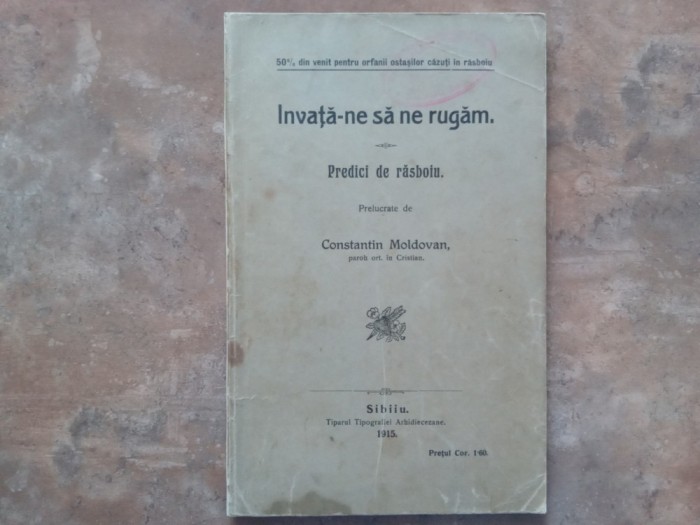 50% din venit pentru orfanii ostașilor căzuți în răsboiu
Invață-ne să ne rugăm.
Predici de răsboiu.
Prelucrate de
Constantin Moldovan,
paroh ort. în Cristian.
Sibiiu.
Tiparul Tipografiei Arhidiecezane.
1915.
Prețul Cor. 1·60.